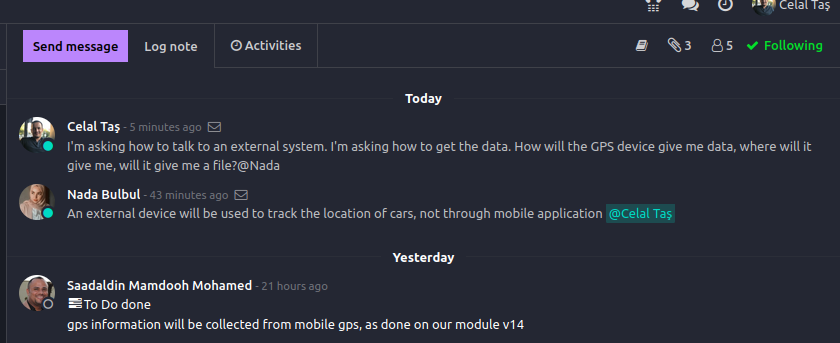 Celal Taş
Send message
Log note
Activities
3
5
Following
Today
Celal Taş - 5 minutes ago
I'm asking how to talk to an external system. I'm asking how to get the data. How will the GPS device give me data, where will it
give me, will it give me a file?@Nada
Nada Bulbul - 43 minutes ago
An external device will be used to track the location of cars, not through mobile application @Celal Taş
Yesterday
Saadaldin Mamdooh Mohamed - 21 hours ago
To Do done
gps information will be collected from mobile gps, as done on our module v14